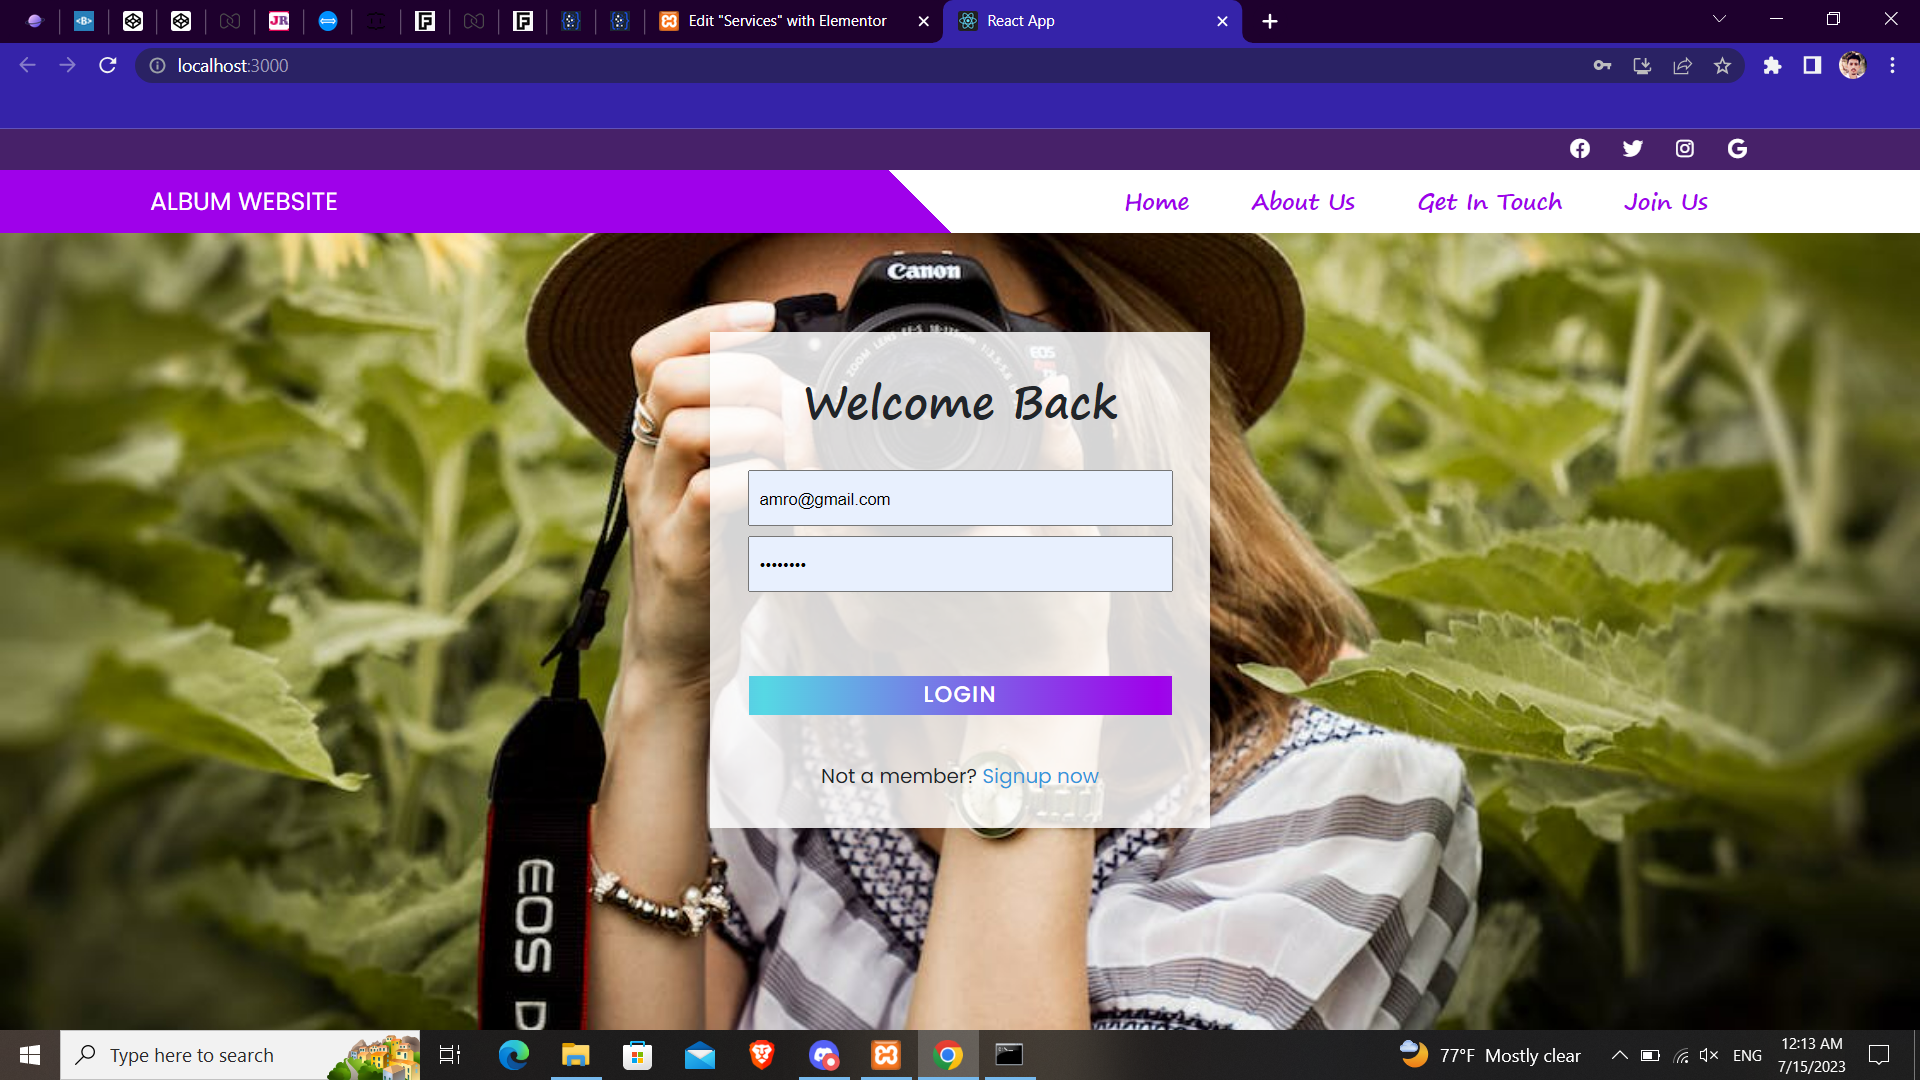 Edit "Services" with Elementor
React App
localhost:3000
ALBUM WEBSITE
Home
About Us
Get In Touch
Join Us
Canon
EOS
Welcome Back
amro@gmail.com
••••••••
LOGIN
Not a member? Signup now
EOS D
Type here to search
77°F Mostly clear
ENG
12:13 AM
7/15/2023